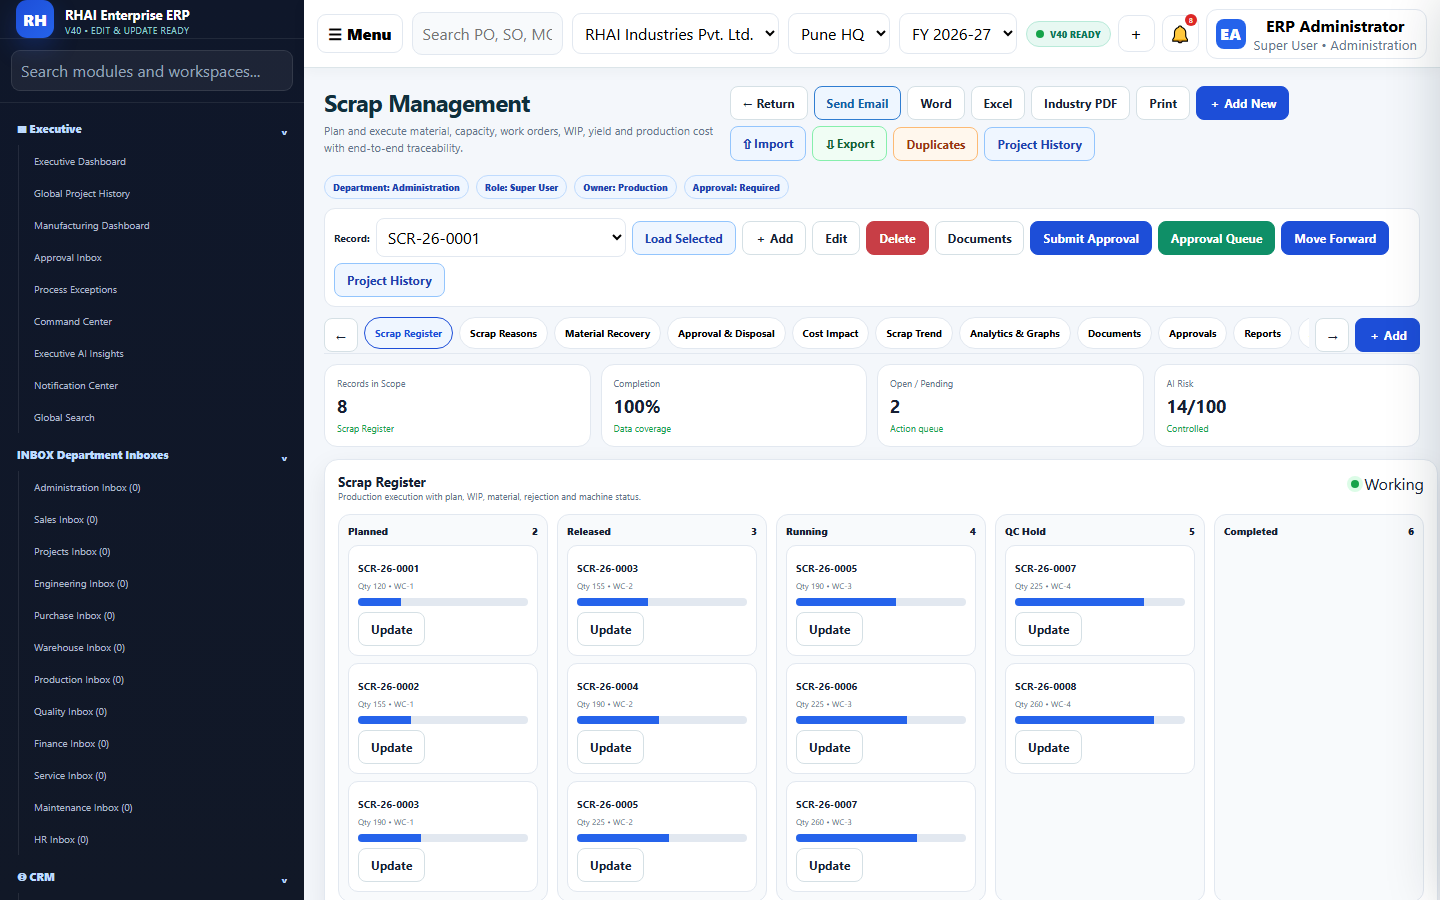 RH
RHAI Enterprise ERP
V40 • EDIT & UPDATE READY
Search modules and workspaces...
Executive
Executive Dashboard
Global Project History
Manufacturing Dashboard
Approval Inbox
Process Exceptions
Command Center
Executive AI Insights
Notification Center
Global Search
INBOX Department Inboxes
Administration Inbox (0)
Sales Inbox (0)
Projects Inbox (0)
Engineering Inbox (0)
Purchase Inbox (0)
Warehouse Inbox (0)
Production Inbox (0)
Quality Inbox (0)
Finance Inbox (0)
Service Inbox (0)
Maintenance Inbox (0)
HR Inbox (0)
CRM
☰ Menu
Search PO, SO, MC
RHAI Industries Pvt. Ltd.
Pune HQ
FY 2026-27
V40 READY
+
8
EA
ERP Administrator
Super User • Administration
Scrap Management
Plan and execute material, capacity, work orders, WIP, yield and production cost
with end-to-end traceability.
← Return
Send Email
Word
Excel
Industry PDF
Print
+ Add New
⇧ Import
⇩ Export
Duplicates
Project History
Department: Administration
Role: Super User
Owner: Production
Approval: Required
Record:
SCR-26-0001
Load Selected
+ Add
Edit
Delete
Documents
Submit Approval
Approval Queue
Move Forward
Project History
←
Scrap Register
Scrap Reasons
Material Recovery
Approval & Disposal
Cost Impact
Scrap Trend
Analytics & Graphs
Documents
Approvals
Reports
→
+ Add
Records in Scope
8
Scrap Register
Completion
100%
Data coverage
Open / Pending
2
Action queue
AI Risk
14/100
Controlled
Scrap Register
Production execution with plan, WIP, material, rejection and machine status.
Working
Planned 2
SCR-26-0001
Qty 120 • WC-1
Update
SCR-26-0002
Qty 155 • WC-1
Update
SCR-26-0003
Qty 190 • WC-1
Update
Released 3
SCR-26-0003
Qty 155 • WC-2
Update
SCR-26-0004
Qty 190 • WC-2
Update
SCR-26-0005
Qty 225 • WC-2
Update
Running 4
SCR-26-0005
Qty 190 • WC-3
Update
SCR-26-0006
Qty 225 • WC-3
Update
SCR-26-0007
Qty 260 • WC-3
Update
QC Hold 5
SCR-26-0007
Qty 225 • WC-4
Update
SCR-26-0008
Qty 260 • WC-4
Update
Completed 6